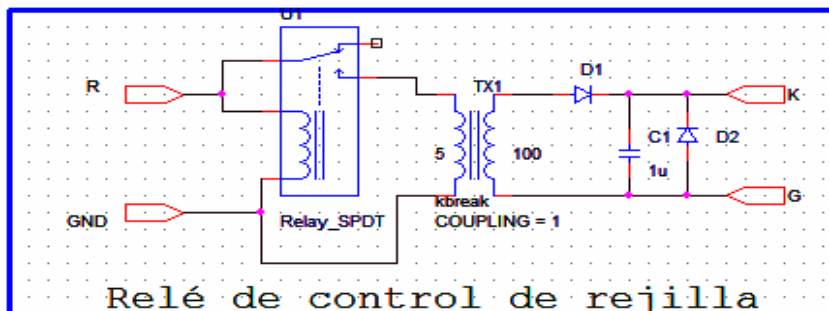 U1
R
D1
TX1
K
5
100
C1
D2
1u
kbreak
G
GND
Relay_SPDT
COUPLING = 1
Relé de control de rejilla